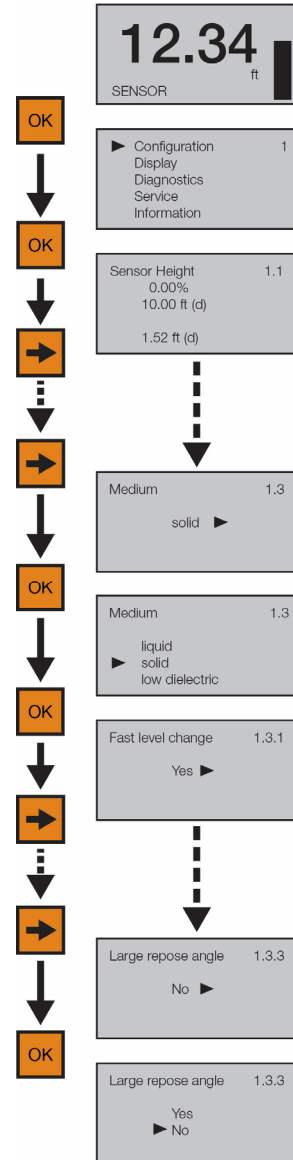 12.34
ft
SENSOR
OK
Configuration 1
Display
Diagnostics
Service
Information
OK
Sensor Height 1.1
0.00%
10.00 ft (d)
1.52 ft (d)
Medium 1.3
solid
OK
Medium 1.3
liquid
solid
low dielectric
OK
Fast level change 1.3.1
Yes
Large repose angle 1.3.3
No
OK
Large repose angle 1.3.3
Yes
No